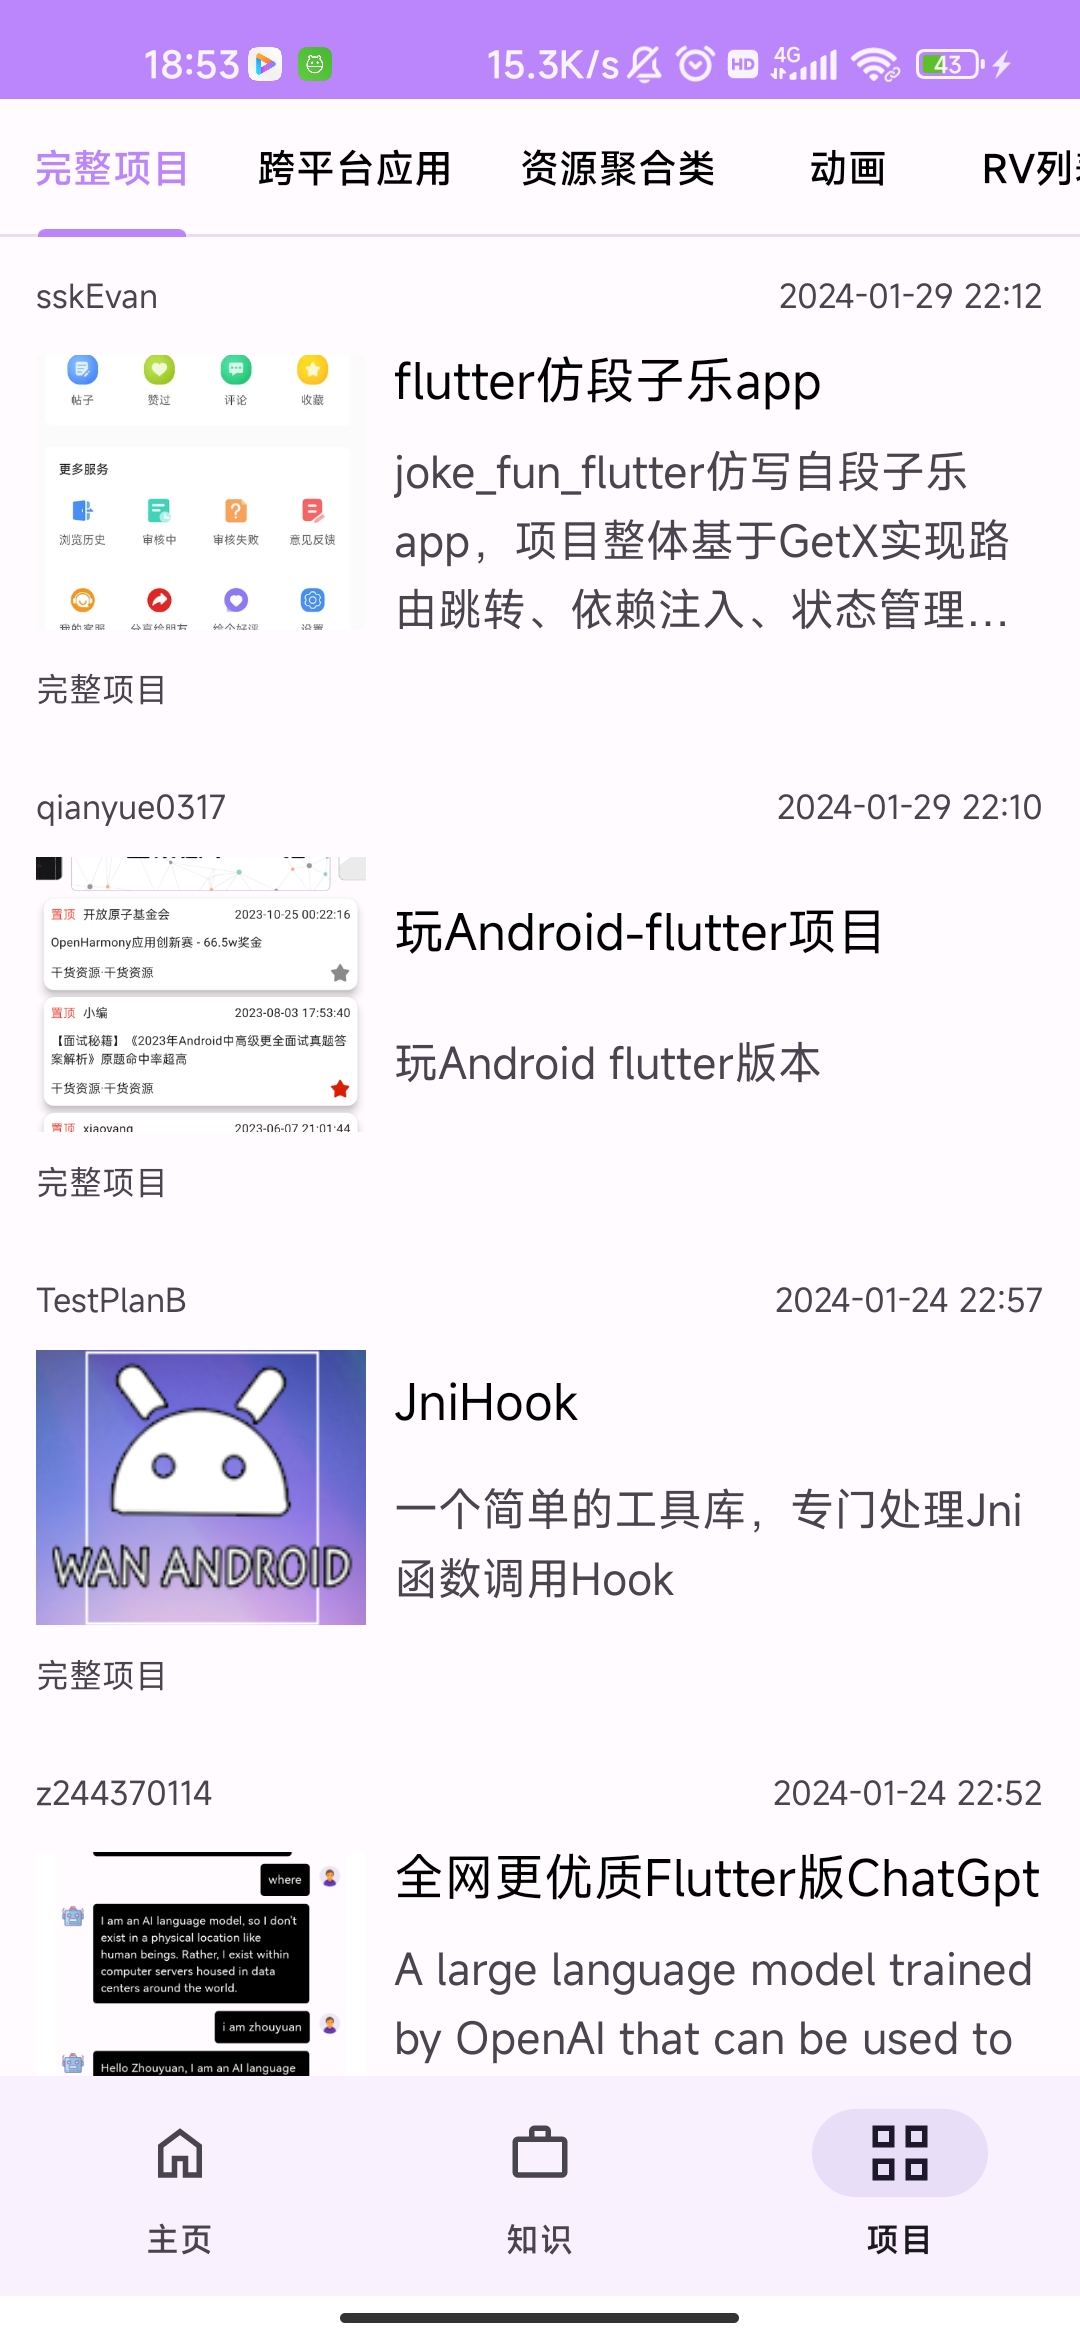 18:53
15.3K/s
HD
4G
43
完整项目
跨平台应用
资源聚合类
动画
RV列
sskEvan
2024-01-29 22:12
帖子
赞过
评论
收藏
更多服务
浏览历史
审核中
审核失败
意见反馈
我的客服
分享给朋友
给个好评
设置
flutter仿段子乐app
joke_fun_flutter仿写自段子乐
app，项目整体基于GetX实现路
由跳转、依赖注入、状态管理...
完整项目
qianyue0317
2024-01-29 22:10
置顶 开放原子基金会
2023-10-25 00:22:16
OpenHarmony应用创新赛 - 66.5w奖金
干货资源·干货资源
置顶 小编
2023-08-03 17:53:40
【面试秘籍】《2023年Android中高级更全面试真题答
案解析》原题命中率超高
干货资源·干货资源
置顶 xiaoyang
2023-06-07 21:01:44
玩Android-flutter项目
玩Android flutter版本
完整项目
TestPlanB
2024-01-24 22:57
WAN ANDROID
JniHook
一个简单的工具库，专门处理Jni
函数调用Hook
完整项目
z244370114
2024-01-24 22:52
where
I am an AI language model, so I don't
exist in a physical location like
human beings. Rather, I exist within
computer servers housed in data
centers around the world.
i am zhouyuan
Hello Zhouyuan, I am an AI language
全网更优质Flutter版ChatGpt
A large language model trained
by OpenAI that can be used to
主页
知识
项目